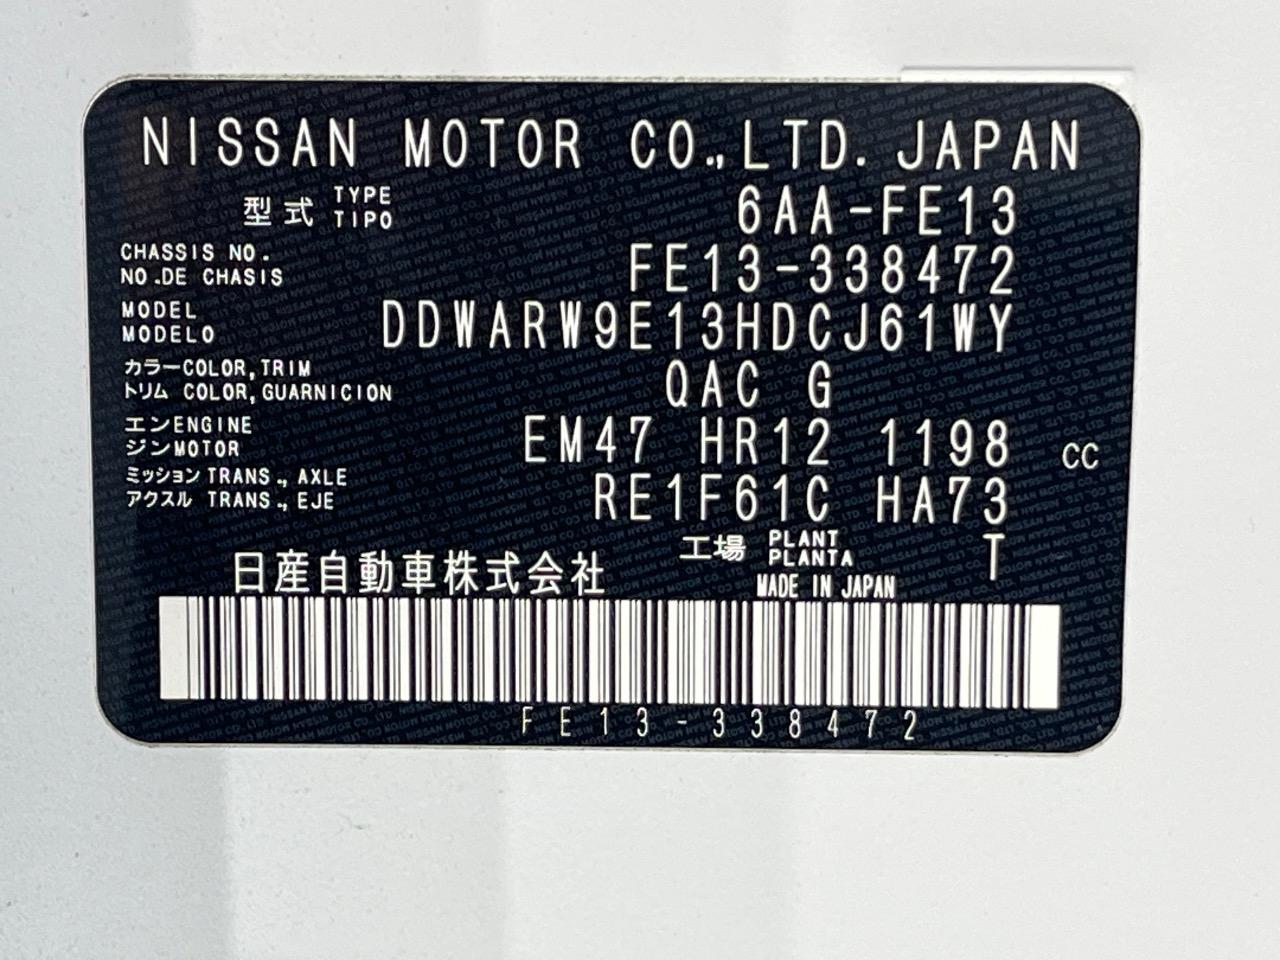 NISSAN MOTOR CO.,LTD. JAPAN
型式 TYPE TIPO 6AA-FE13
CHASSIS NO.
NO.DE CHASIS FE13-338472
MODEL
MODELO DDWARW9E13HDCJ61WY
カラーCOLOR,TRIM
トリム COLOR,GUARNICION QAC G
エンENGINE
ジンMOTOR EM47 HR12 1198 CC
ミッションTRANS.,AXLE
アクスル TRANS.,EJE RE1F61C HA73
工場 PLANT PLANTA T
日産自動車株式会社 MADE IN JAPAN
FE13-338472